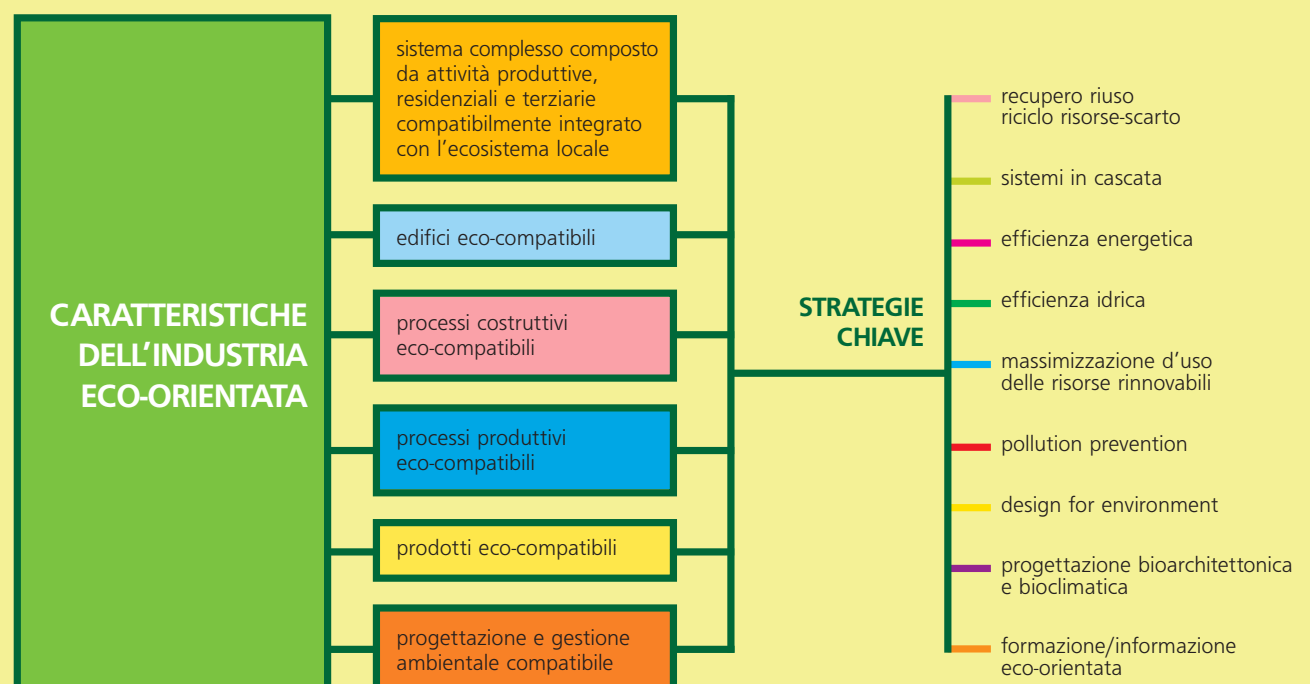 CARATTERISTICHE
DELL'INDUSTRIA
ECO-ORIENTATA
sistema complesso composto
da attività produttive,
residenziali e terziarie
compatibilmente integrato
con l'ecosistema locale
edifici eco-compatibili
processi costruttivi
eco-compatibili
processi produttivi
eco-compatibili
prodotti eco-compatibili
progettazione e gestione
ambientale compatibile
STRATEGIE
CHIAVE
recupero riuso
riciclo risorse-scarto
sistemi in cascata
efficienza energetica
efficienza idrica
massimizzazione d'uso
delle risorse rinnovabili
pollution prevention
design for environment
progettazione bioarchitettonica
e bioclimatica
formazione/informazione
eco-orientata